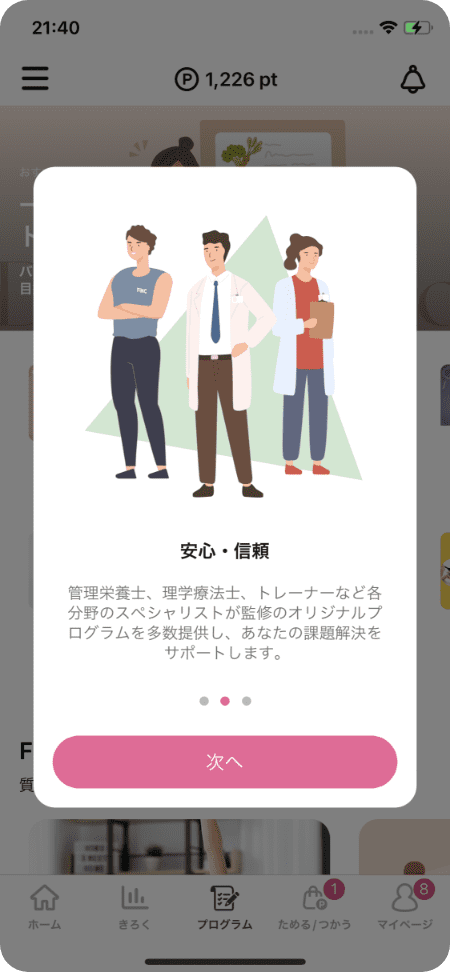 21:40
1,226 pt
TRC
安心・信頼
管理栄養士、理学療法士、トレーナーなど各
分野のスペシャリストが監修のオリジナルプ
ログラムを多数提供し、あなたの課題解決を
サポートします。
次へ
ホーム
きろく
プログラム
1
ためる/つかう
8
マイページ